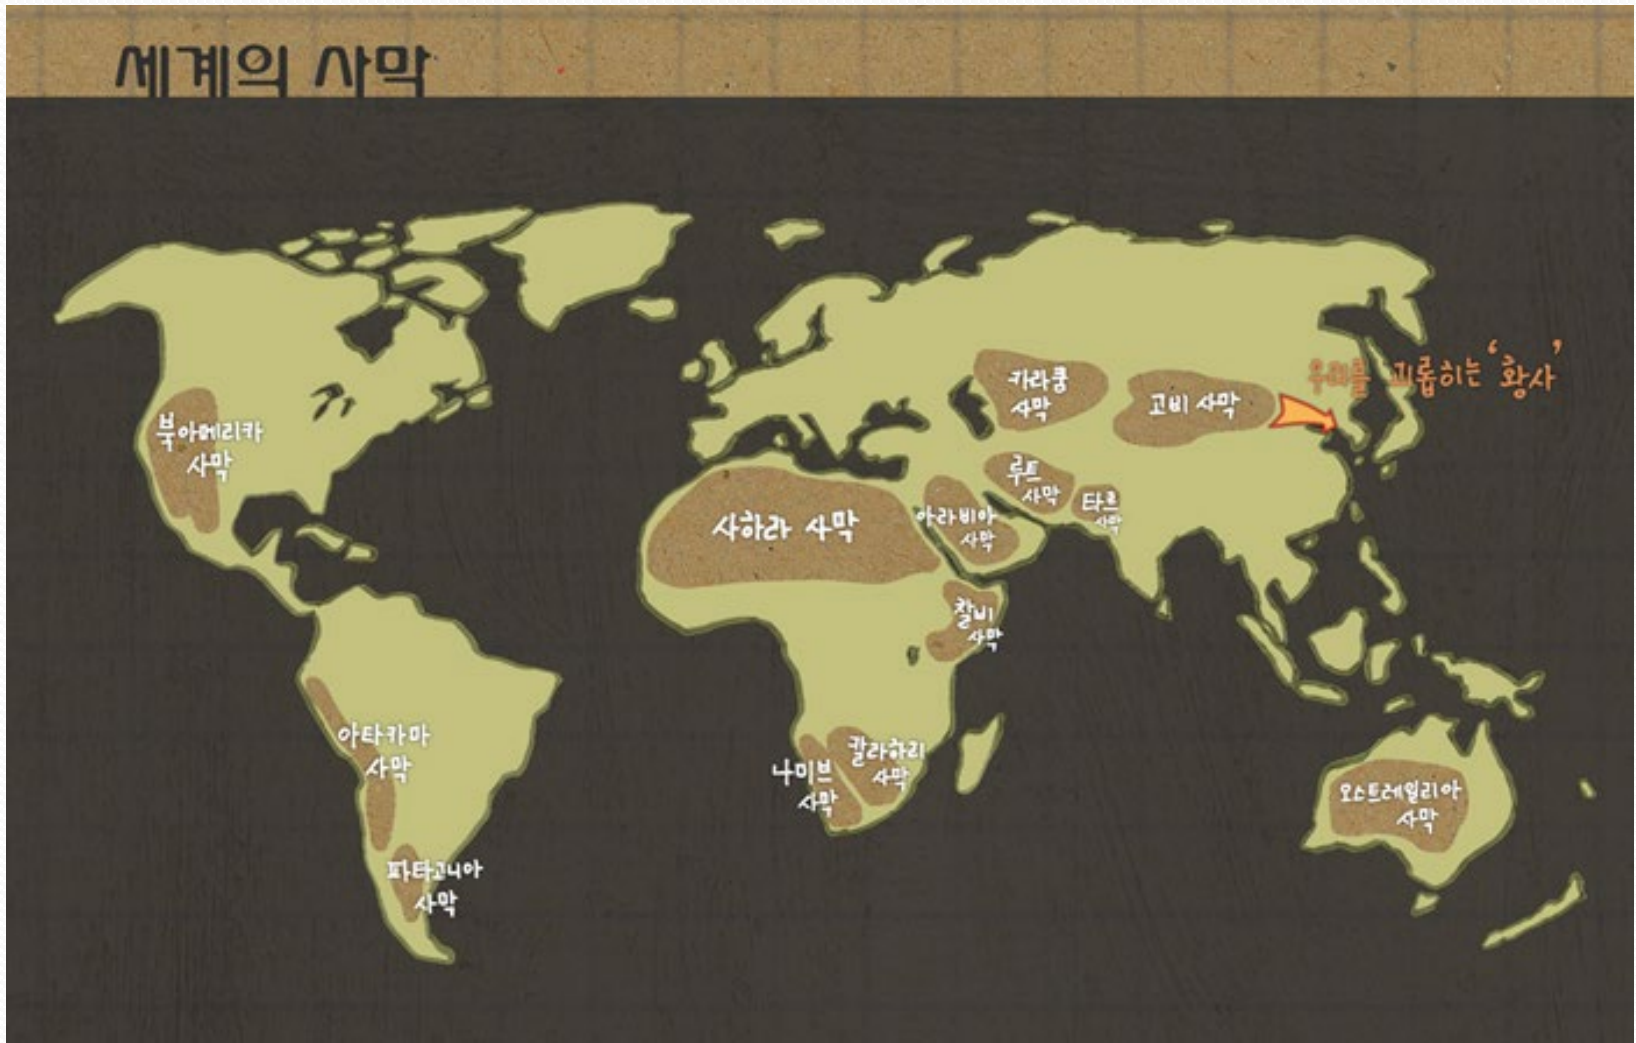 세계의 사막
우리를 괴롭히는 '황사'
카라쿰
사막
고비 사막
북아메리카
사막
루트
사막
타르
사막
사하라 사막
아라비아
사막
찰비
사막
아타카마
사막
나미브
사막
칼라하리
사막
오스트레일리아
사막
파타고니아
사막